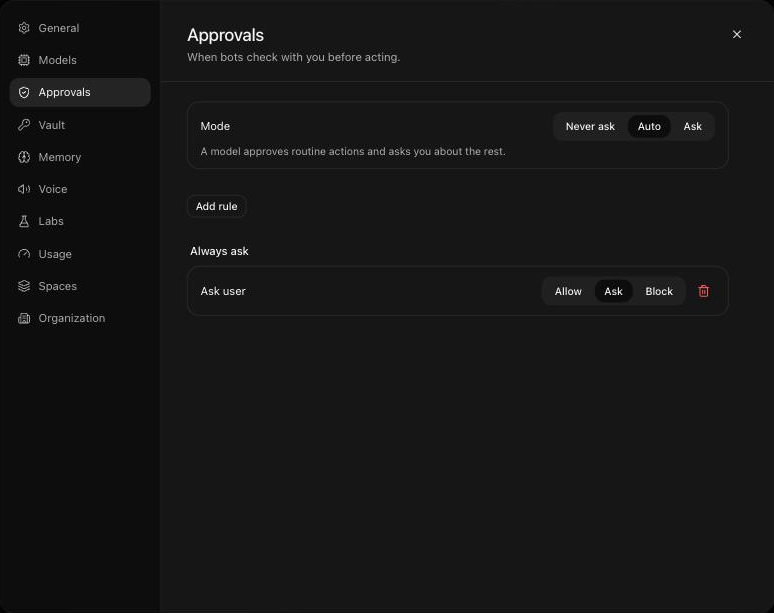 General
Models
Approvals
Vault
Memory
Voice
Labs
Usage
Spaces
Organization
Approvals
When bots check with you before acting.
Mode
Never ask Auto Ask
A model approves routine actions and asks you about the rest.
Add rule
Always ask
Ask user
Allow Ask Block